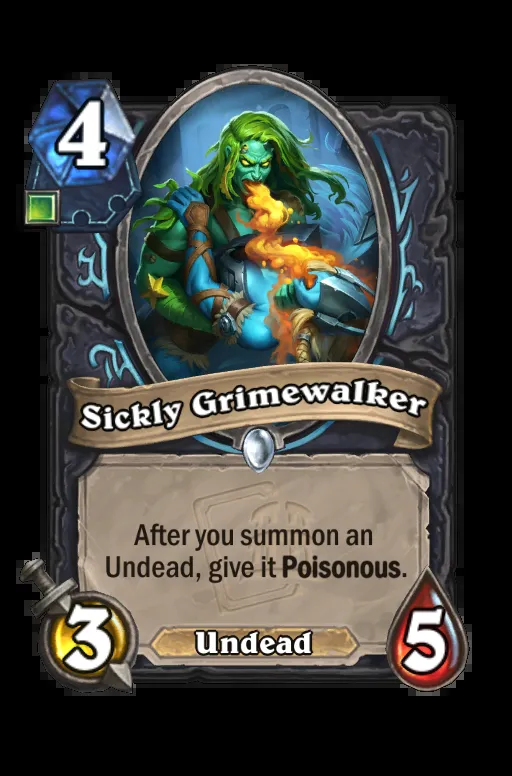 4
Sickly Grimewalker
After you summon an
Undead, give it Poisonous.
3
Undead
5